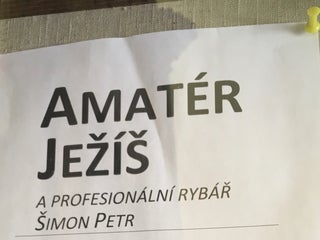 AMATÉR
JEŽÍŠ
A PROFESIONÁLNÍ RYBÁŘ
ŠIMON PETR